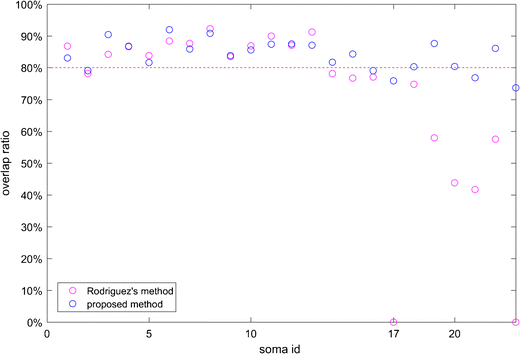 100%
90%
80%
70%
60%
50%
40%
30%
20%
10%
0%
overlap ratio
Rodriguez's method
proposed method
0 5 10 17 20
soma id